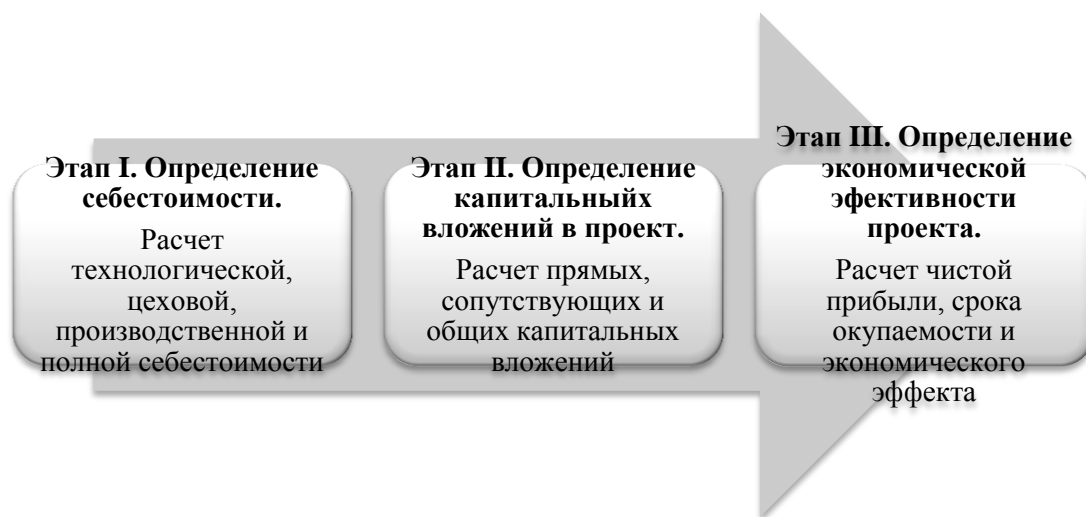 Этап I. Определение
себестоимости.
Расчет
технологической,
цеховой,
производственной и
полной себестоимости
Этап II. Определение
капитальныйх
вложений в проект.
Расчет прямых,
сопутствующих и
общих капитальных
вложений
Этап III. Определение
экономической
эфективности
проекта.
Расчет чистой
прибыли, срока
окупаемости и
экономического
эффекта